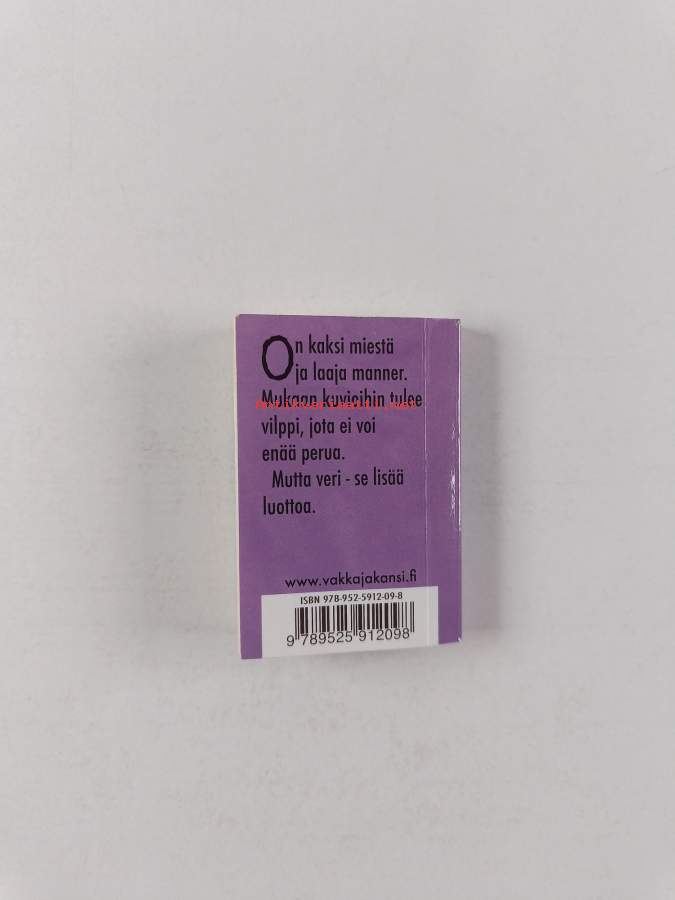 On kaksi miestä
ja laaja manner.
Mukaan kuvioihin tulee
vilppi, jota ei voi
enää perua.
Mutta veri - se lisää
luottoa.
www.vakkajakansi.fi
ISBN 978-952-5912-09-8
9 789525 912098